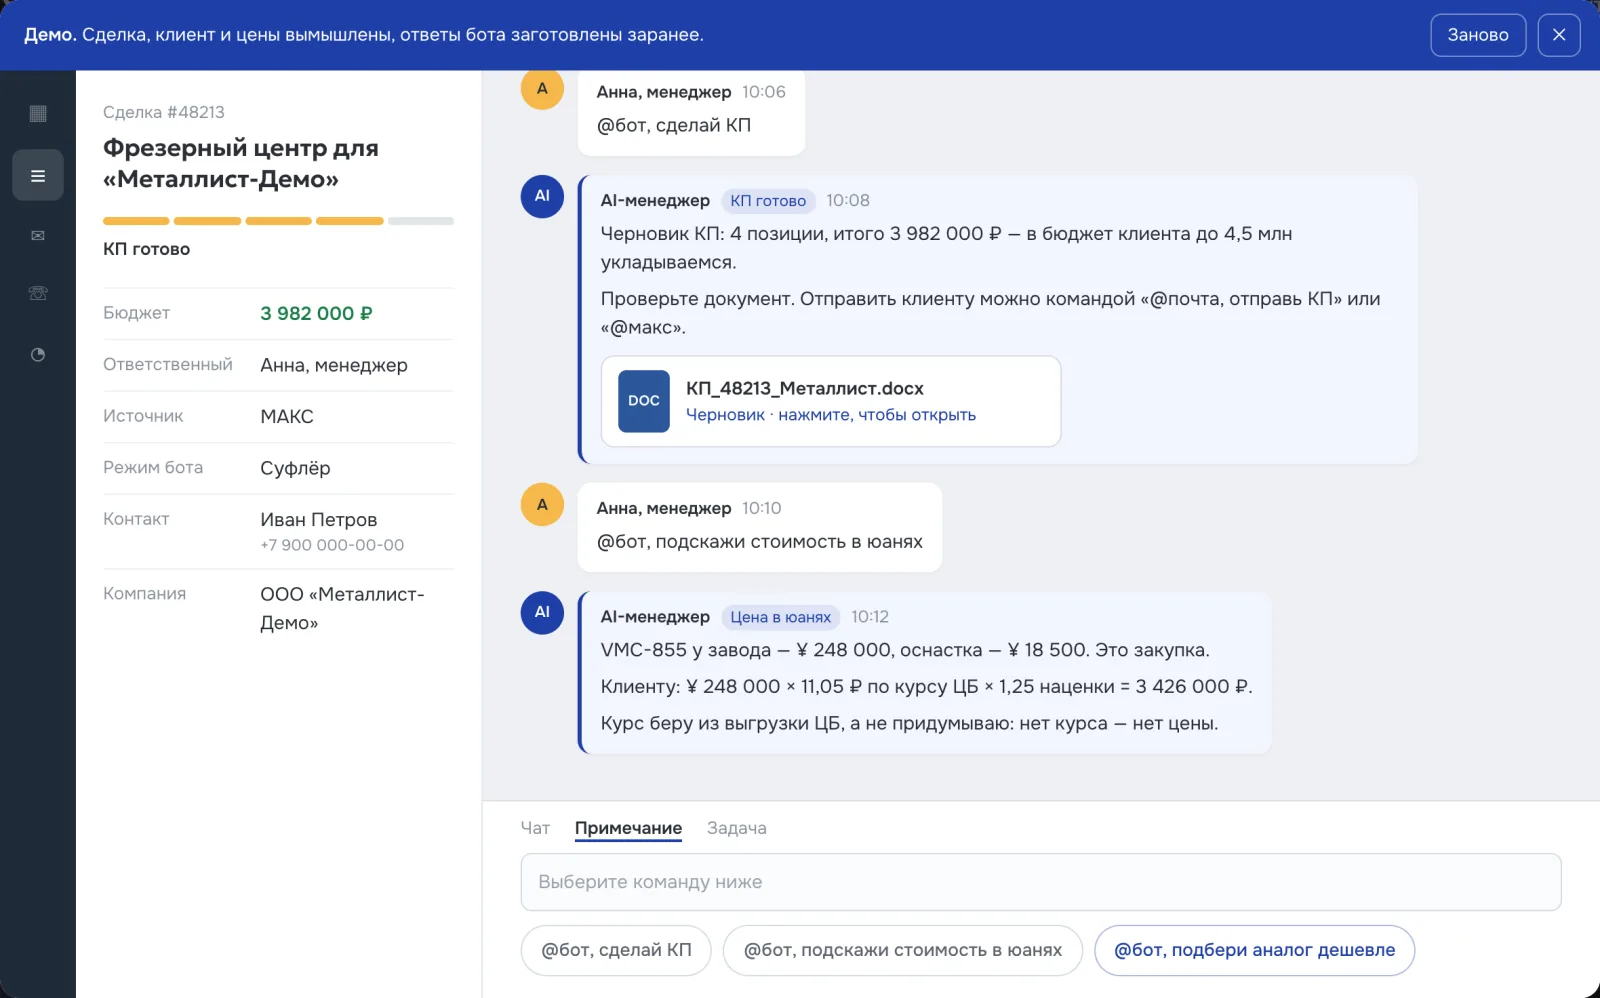 Демо. Сделка, клиент и цены вымышлены, ответы бота заготовлены заранее.
Заново
Сделка #48213
Фрезерный центр для
«Металлист-Демо»
КП готово
Бюджет 3 982 000 ₽
Ответственный Анна, менеджер
Источник МАКС
Режим бота Суфлёр
Контакт Иван Петров
+7 900 000-00-00
Компания ООО «Металлист-
Демо»
А
Анна, менеджер 10:06
@бот, сделай КП
AI
AI-менеджер КП готово 10:08
Черновик КП: 4 позиции, итого 3 982 000 ₽ — в бюджет клиента до 4,5 млн
укладываемся.
Проверьте документ. Отправить клиенту можно командой «@почта, отправь КП» или
«@макс».
DOC
КП_48213_Металлист.docx
Черновик · нажмите, чтобы открыть
А
Анна, менеджер 10:10
@бот, подскажи стоимость в юанях
AI
AI-менеджер Цена в юанях 10:12
VMC-855 у завода — ¥ 248 000, оснастка — ¥ 18 500. Это закупка.
Клиенту: ¥ 248 000 × 11,05 ₽ по курсу ЦБ × 1,25 наценки = 3 426 000 ₽.
Курс беру из выгрузки ЦБ, а не придумываю: нет курса — нет цены.
Чат Примечание Задача
Выберите команду ниже
@бот, сделай КП
@бот, подскажи стоимость в юанях
@бот, подбери аналог дешевле